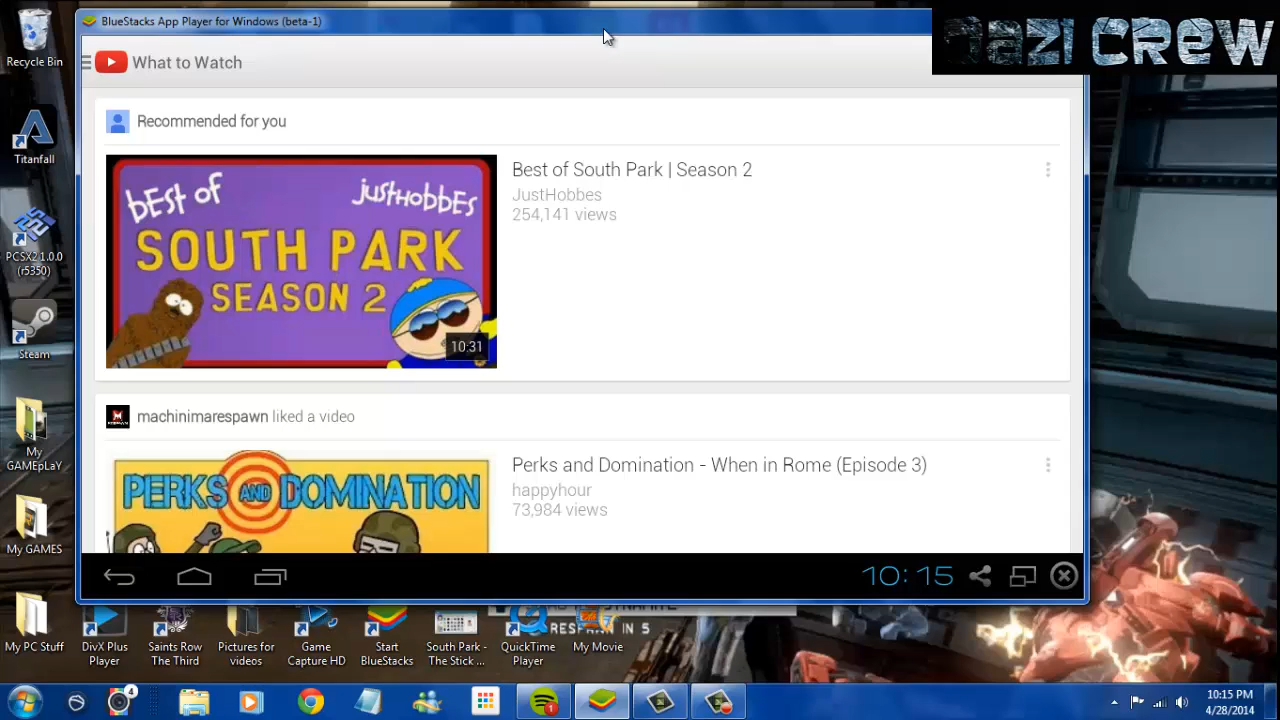 BlueStacks App Player for Windows (beta-1)
Crew
What to Watch
Recommended for you
Best of
justHobbes
SOUTH PARK
SEASON 2
10:31
Best of South Park | Season 2
JustHobbes
254,141 views
machinimarespawn liked a video
PERKS AND DOMINATION
Perks and Domination - When in Rome (Episode 3)
happyhour
73,984 views
10:15
Recycle Bin
Titanfall
PCSX2 1.0.0
(r5350)
Steam
My
GAMEpLaY
My GAMES
My PC Stuff
DivX Plus
Player
Saints Row
The Third
Pictures for
videos
Game
Capture HD
Start
BlueStacks
South Park -
The Stick ...
QuickTime
Player
My Movie
RESPAWN IN 5
4
1
10:15 PM
4/28/2014